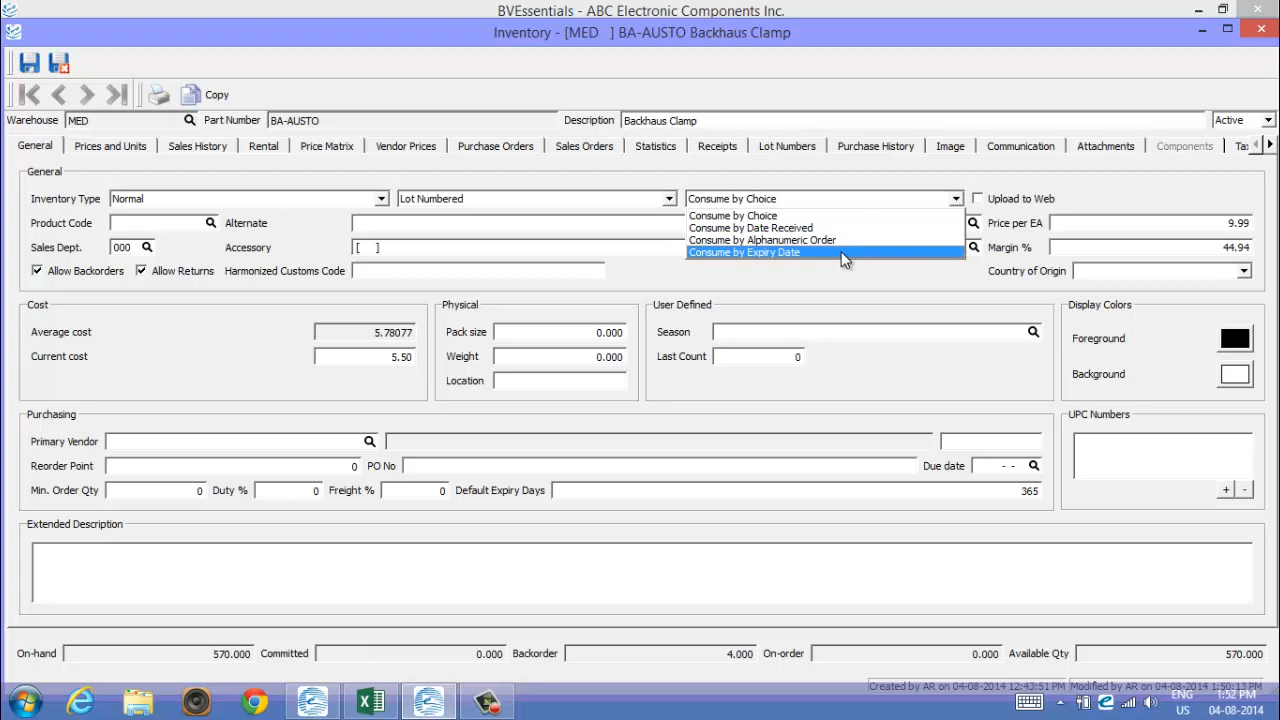 BVEssentials - ABC Electronic Components Inc.
Inventory - [MED   ] BA-AUSTO Backhaus Clamp
Copy
Warehouse MED Part Number BA-AUSTO Description Backhaus Clamp Active
General Prices and Units Sales History Rental Price Matrix Vendor Prices Purchase Orders Sales Orders Statistics Receipts Lot Numbers Purchase History Image Communication Attachments Components Ta
General
Inventory Type Normal Lot Numbered Consume by Choice Upload to Web
Consume by Choice
Product Code Alternate Consume by Date Received Price per EA 9.99
Consume by Alphanumeric Order
Sales Dept. 000 Accessory [   ] Consume by Expiry Date Margin % 44.94
Allow Backorders Allow Returns Harmonized Customs Code Country of Origin
Cost Physical User Defined Display Colors
Average cost 5.78077 Pack size 0.000 Season Foreground
Current cost 5.50 Weight 0.000 Last Count 0
Location Background
Purchasing UPC Numbers
Primary Vendor
Reorder Point 0 PO No Due date - -
Min. Order Qty 0 Duty % 0 Freight % 0 Default Expiry Days 365 + -
Extended Description
On-hand 570.000 Committed 0.000 Backorder 4.000 On-order 0.000 Available Qty 570.000
Created by AR on 04-08-2014 12:43:51 PM Modified by AR on 04-08-2014 1:50:13 PM
ENG 1:52 PM
US 04-08-2014